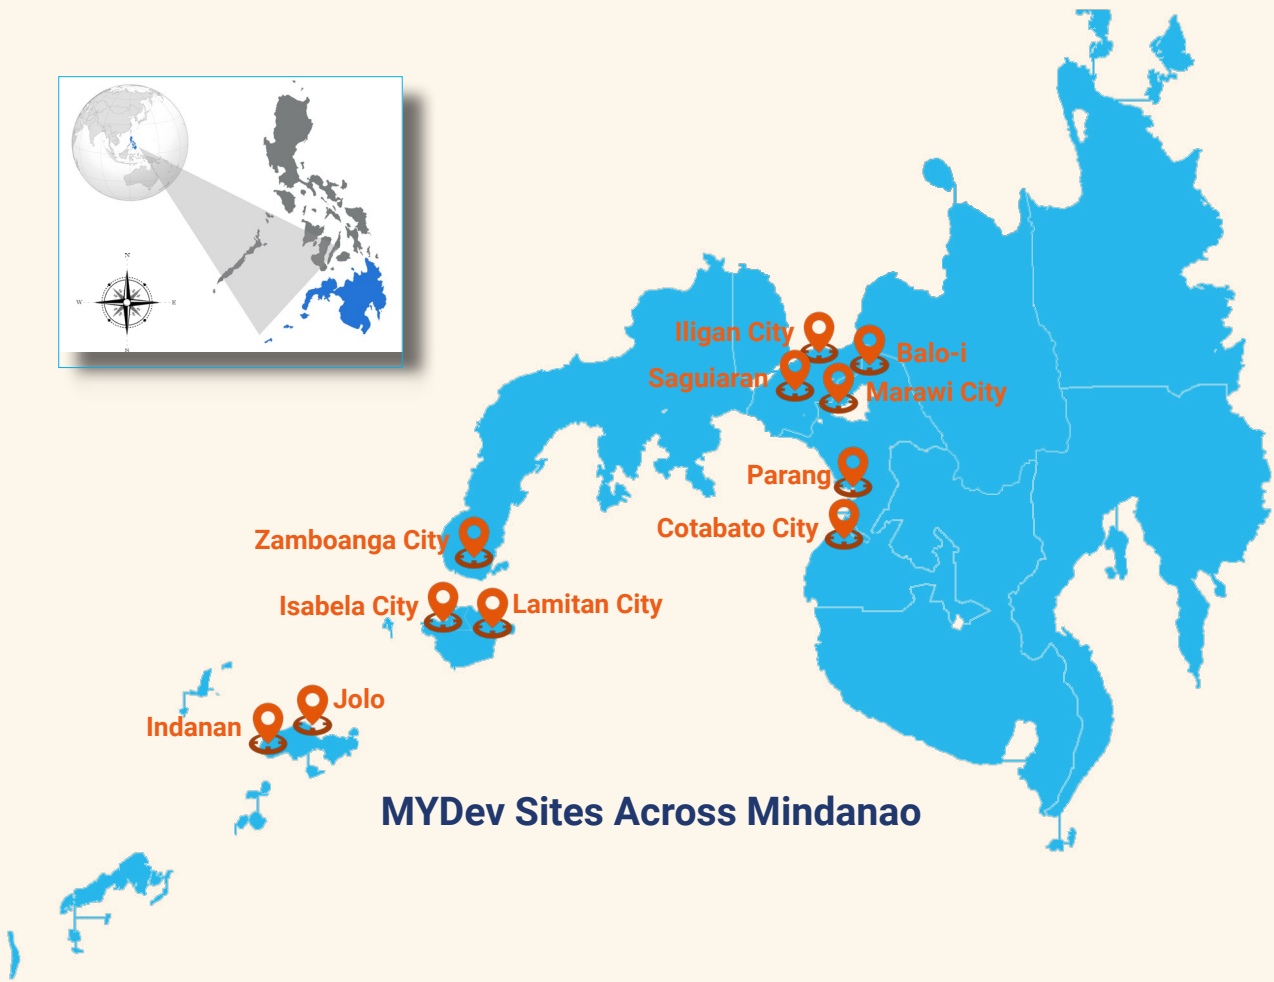 N
W
E
N
Iligan City
Balo-i
Saguiaran
Marawi City
Parang
Cotabato City
Zamboanga City
Isabela City
Lamitan City
Jolo
Indanan
MYDev Sites Across Mindanao